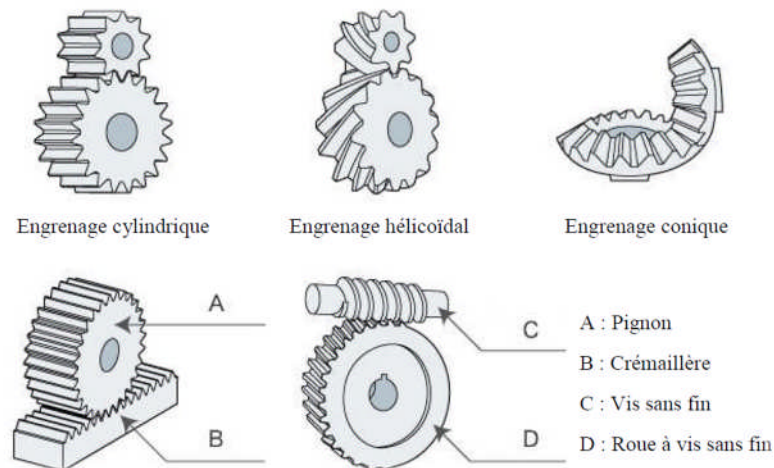 Engrenage cylindrique
Engrenage hélicoïdal
Engrenage conique
A
B
C
D
A : Pignon
B : Crémaillère
C : Vis sans fin
D : Roue à vis sans fin